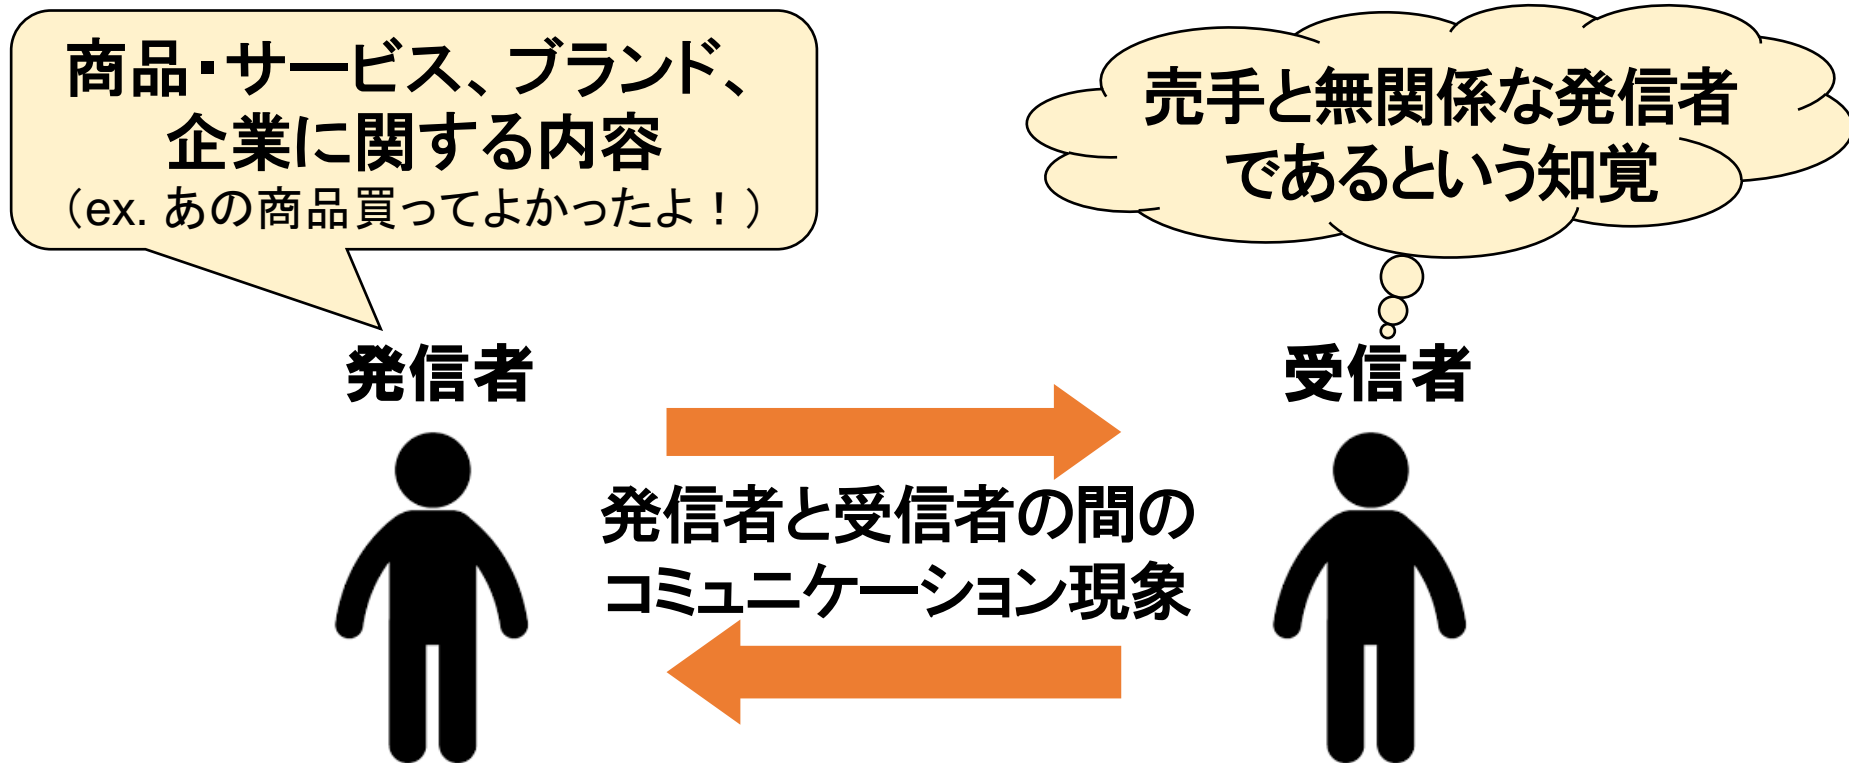 商品・サービス、ブランド、
企業に関する内容
（ex. あの商品買ってよかったよ！）
売手と無関係な発信者
であるという知覚
発信者
受信者
発信者と受信者の間の
コミュニケーション現象